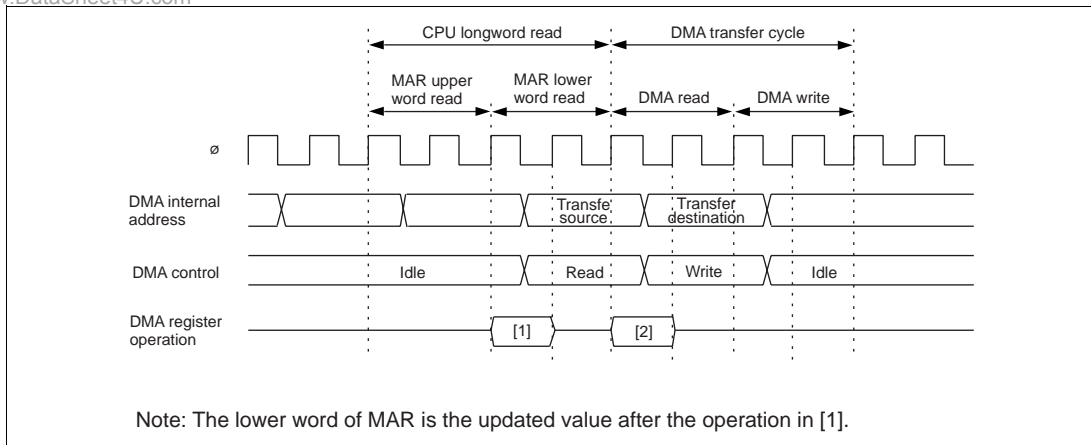 CPU longword read DMA transfer cycle
MAR upper word read
MAR lower word read
DMA read DMA write
ø
DMA internal address
Transfe source
Transfer destination
DMA control
Idle Read Write Idle
DMA register operation
[1] [2]
Note: The lower word of MAR is the updated value after the operation in [1].